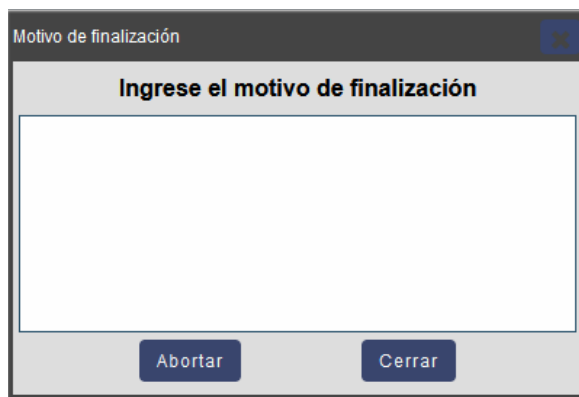 Motivo de finalización
Ingrese el motivo de finalización
Abortar Cerrar